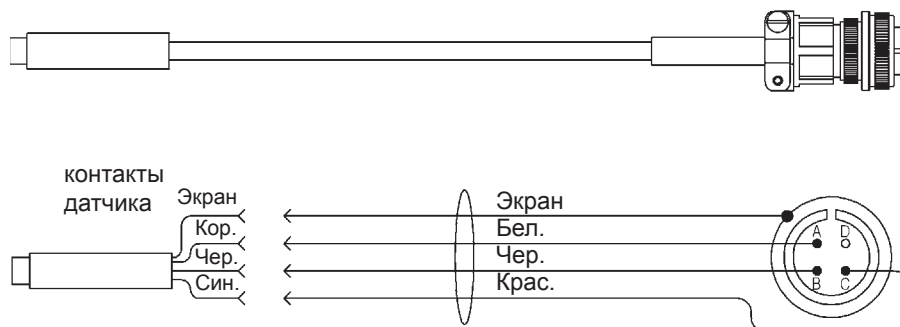 контакты
датчика
Экран
Кор.
Чер.
Син.
Экран
Бел.
Чер.
Крас.
A D
B C